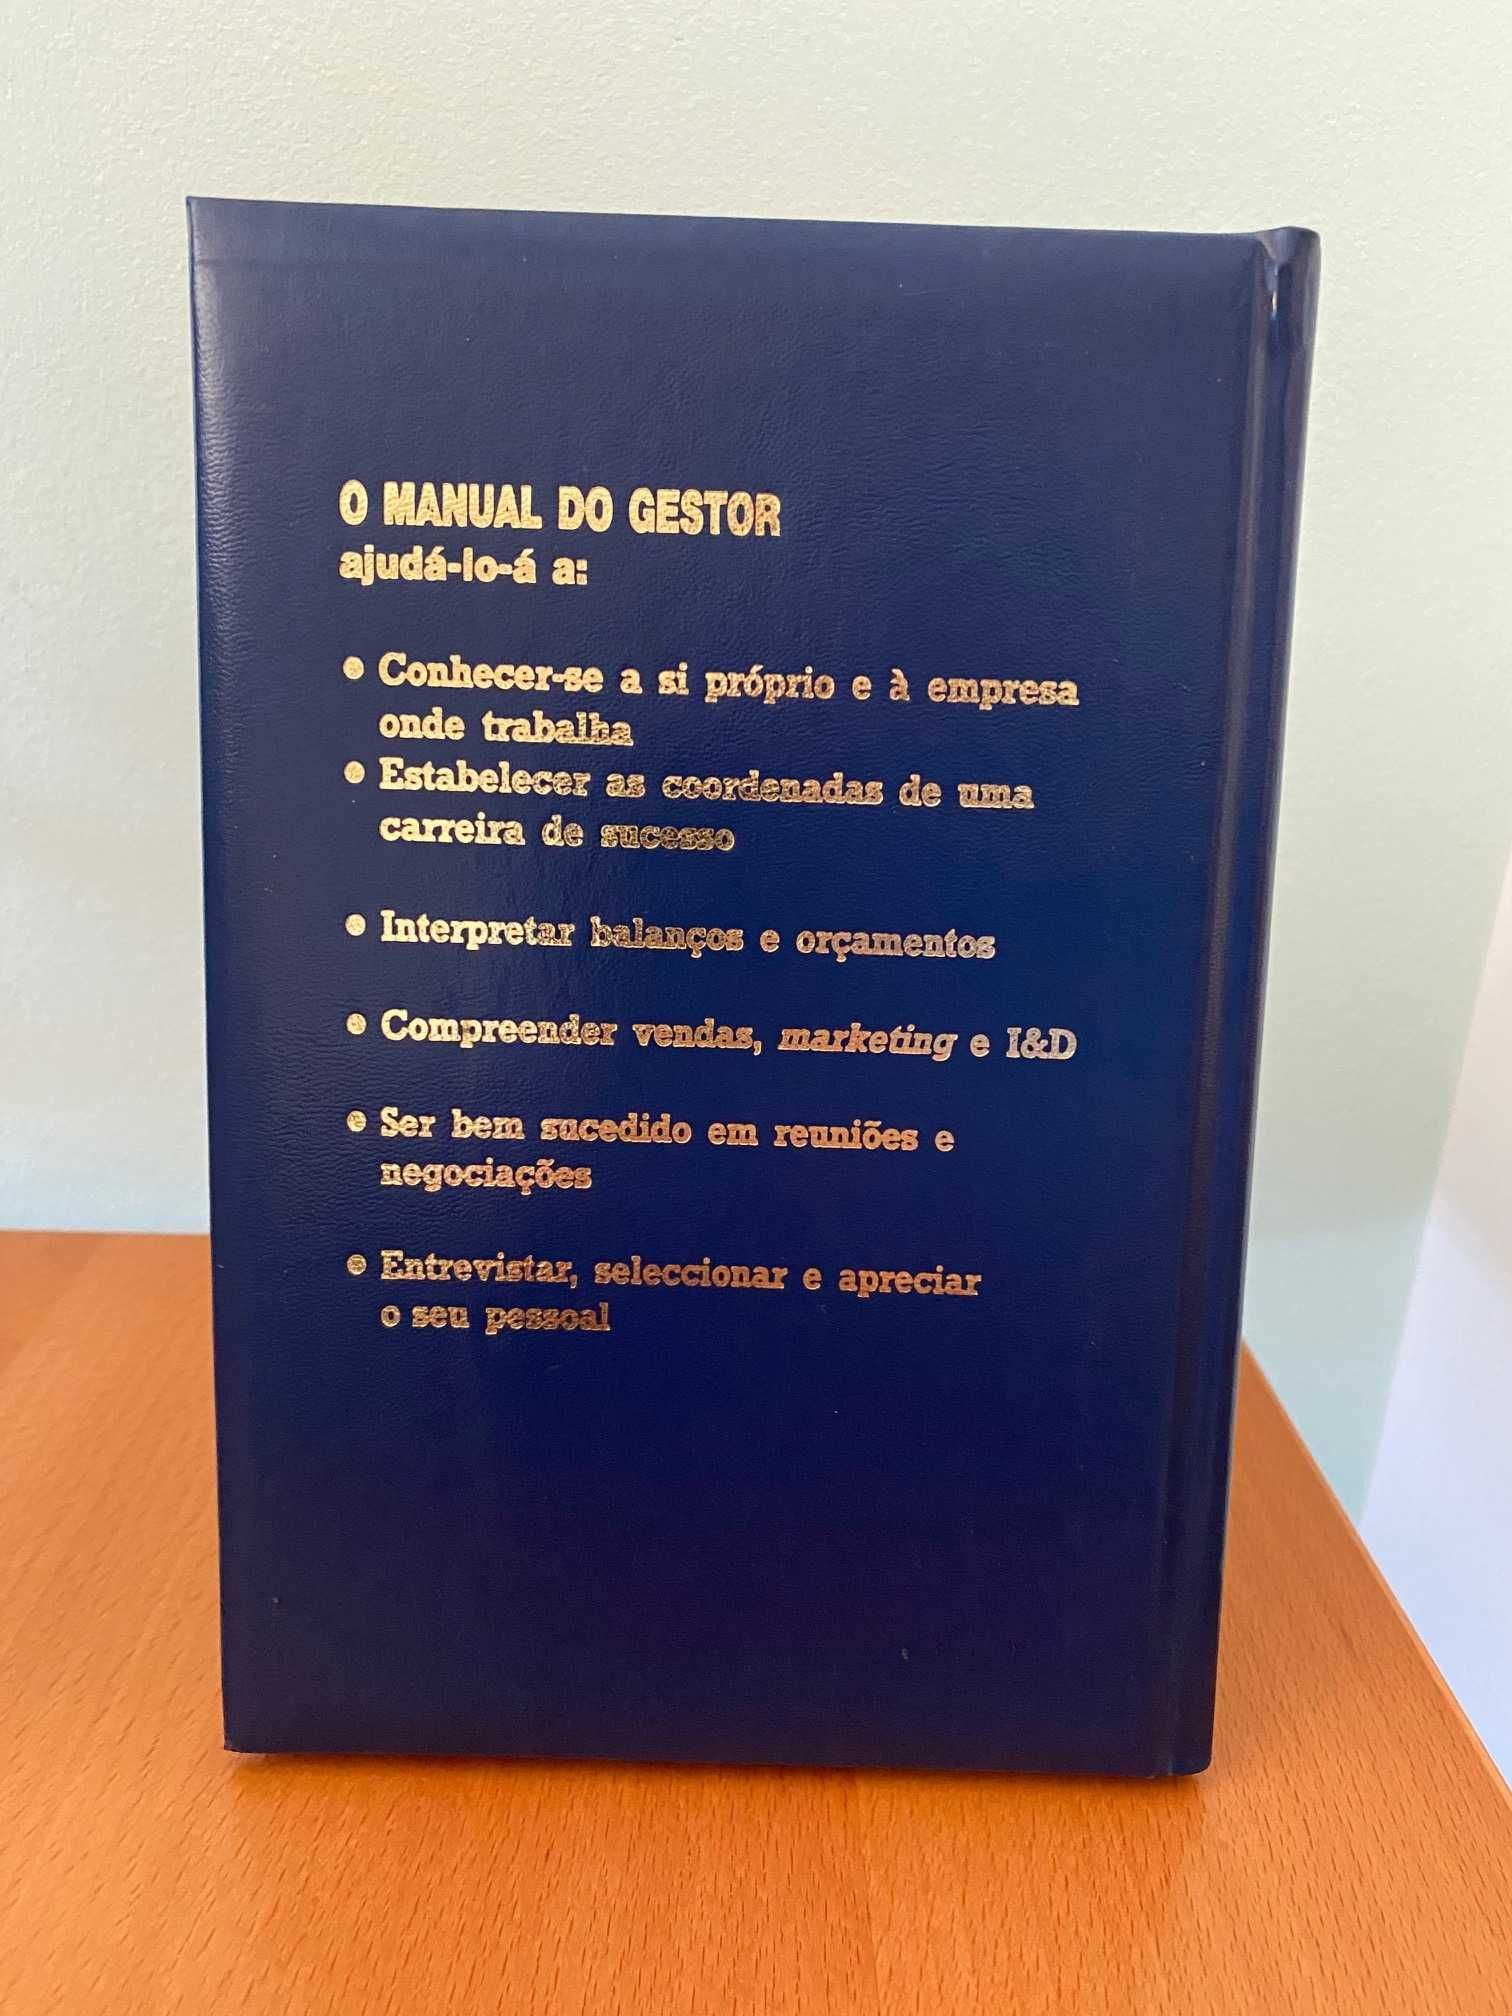 O MANUAL DO GESTOR
ajudá-lo-á a:
• Conhecer-se a si próprio e à empresa
onde trabalha
• Estabelecer as coordenadas de uma
carreira de sucesso
• Interpretar balanços e orçamentos
• Compreender vendas, marketing e I&D
• Ser bem sucedido em reuniões e
negociações
• Entrevistar, seleccionar e apreciar
o seu pessoal